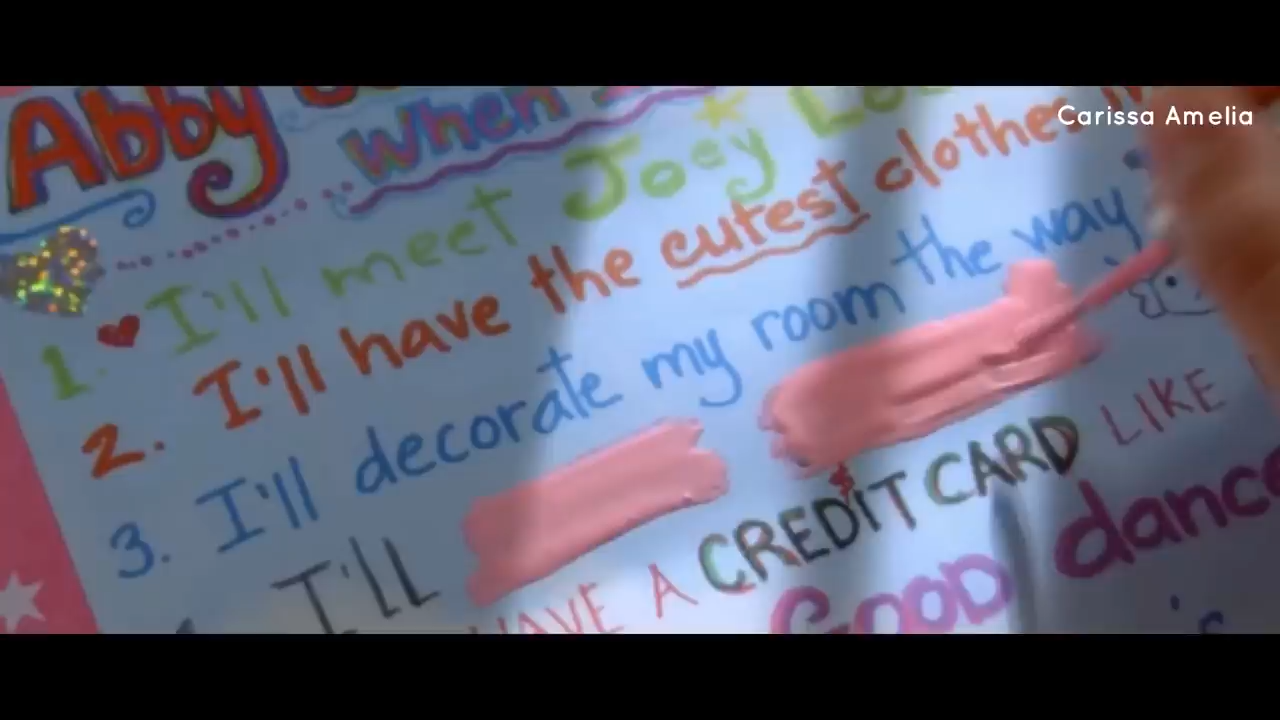 Carissa Amelia
Abby
When
1. I'll meet Joey
2. I'll have the cutest clothes
3. I'll decorate my room the way
I'll
HAVE A CREDIT CARD LIKE
GOOD dance